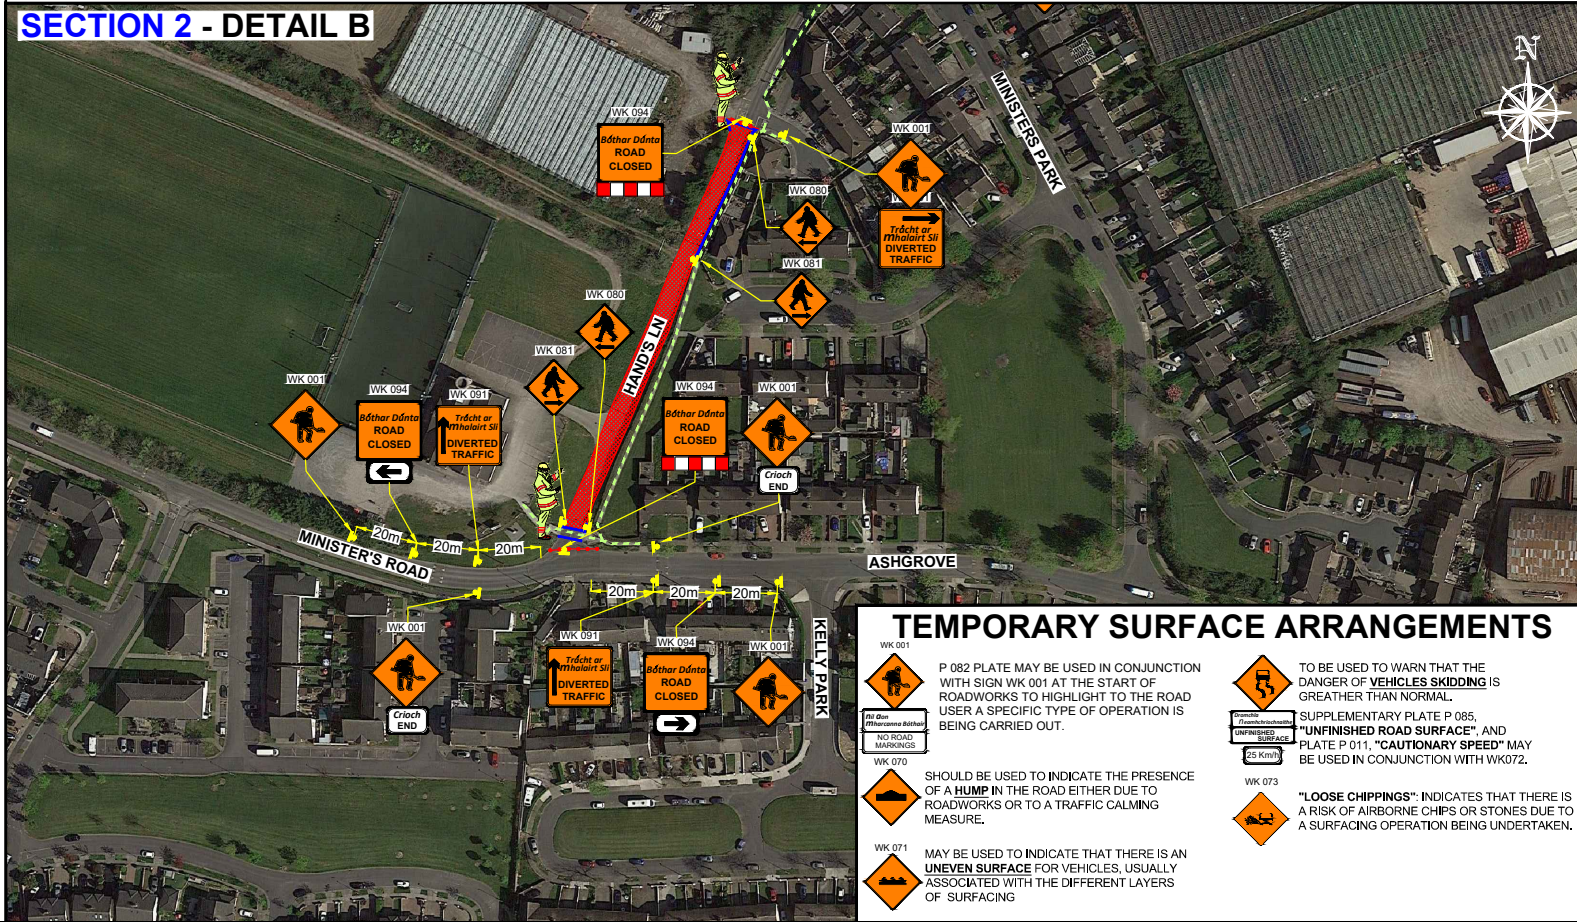 SECTION 2 - DETAIL B
N
WK 094
Bóthar Dúnta
ROAD
CLOSED
WK 001
Trácht ar
mhalairt Slí
DIVERTED
TRAFFIC
MINISTERS PARK
WK 080
WK 081
HAND'S LN
WK 080
WK 081
WK 001
WK 094
Bóthar Dúnta
ROAD
CLOSED
WK 091
Trácht ar
mhalairt Slí
DIVERTED
TRAFFIC
WK 094
Bóthar Dúnta
ROAD
CLOSED
WK 001
Críoch
END
20m
20m
20m
MINISTER'S ROAD
ASHGROVE
20m
20m
20m
WK 001
Críoch
END
WK 091
Trácht ar
mhalairt Slí
DIVERTED
TRAFFIC
WK 094
Bóthar Dúnta
ROAD
CLOSED
WK 001
KELLY PARK
TEMPORARY SURFACE ARRANGEMENTS
WK 001
Níl Aon
mharcanna Bóthair
NO ROAD
MARKINGS
P 082 PLATE MAY BE USED IN CONJUNCTION
WITH SIGN WK 001 AT THE START OF
ROADWORKS TO HIGHLIGHT TO THE ROAD
USER A SPECIFIC TYPE OF OPERATION IS
BEING CARRIED OUT.
WK 070
SHOULD BE USED TO INDICATE THE PRESENCE
OF A HUMP IN THE ROAD EITHER DUE TO
ROADWORKS OR TO A TRAFFIC CALMING
MEASURE.
WK 071
MAY BE USED TO INDICATE THAT THERE IS AN
UNEVEN SURFACE FOR VEHICLES, USUALLY
ASSOCIATED WITH THE DIFFERENT LAYERS
OF SURFACING
TO BE USED TO WARN THAT THE
DANGER OF VEHICLES SKIDDING IS
GREATHER THAN NORMAL.
UNFINISHED
SURFACE
25 Km/h
SUPPLEMENTARY PLATE P 085,
"UNFINISHED ROAD SURFACE", AND
PLATE P 011, "CAUTIONARY SPEED" MAY
BE USED IN CONJUNCTION WITH WK072.
WK 073
"LOOSE CHIPPINGS": INDICATES THAT THERE IS
A RISK OF AIRBORNE CHIPS OR STONES DUE TO
A SURFACING OPERATION BEING UNDERTAKEN.